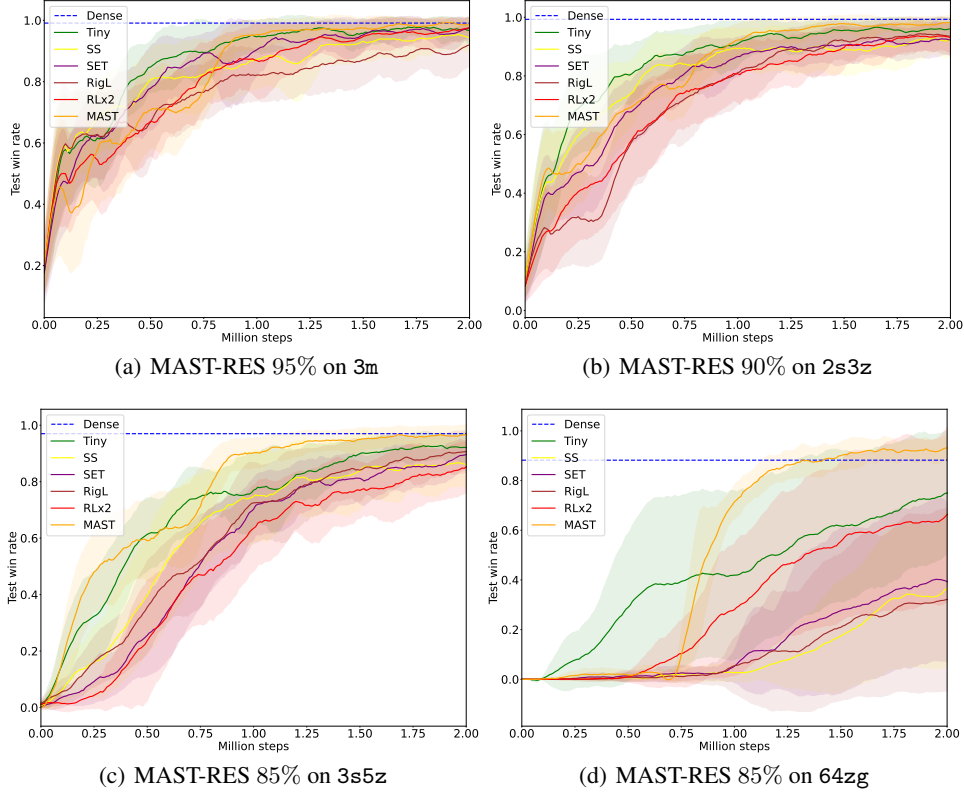 Dense
Tiny
SS
SET
RigL
RLx2
MAST
Test win rate
1.0
0.8
0.6
0.4
0.2
0.00 0.25 0.50 0.75 1.00 1.25 1.50 1.75 2.00
Million steps
(a) MAST-RES 95% on 3m
Dense
Tiny
SS
SET
RigL
RLx2
MAST
Test win rate
1.0
0.8
0.6
0.4
0.2
0.0
0.00 0.25 0.50 0.75 1.00 1.25 1.50 1.75 2.00
Million steps
(b) MAST-RES 90% on 2s3z
Dense
Tiny
SS
SET
RigL
RLx2
MAST
Test win rate
1.0
0.8
0.6
0.4
0.2
0.0
0.00 0.25 0.50 0.75 1.00 1.25 1.50 1.75 2.00
Million steps
(c) MAST-RES 85% on 3s5z
Dense
Tiny
SS
SET
RigL
RLx2
MAST
Test win rate
1.0
0.8
0.6
0.4
0.2
0.0
0.00 0.25 0.50 0.75 1.00 1.25 1.50 1.75 2.00
Million steps
(d) MAST-RES 85% on 64zg